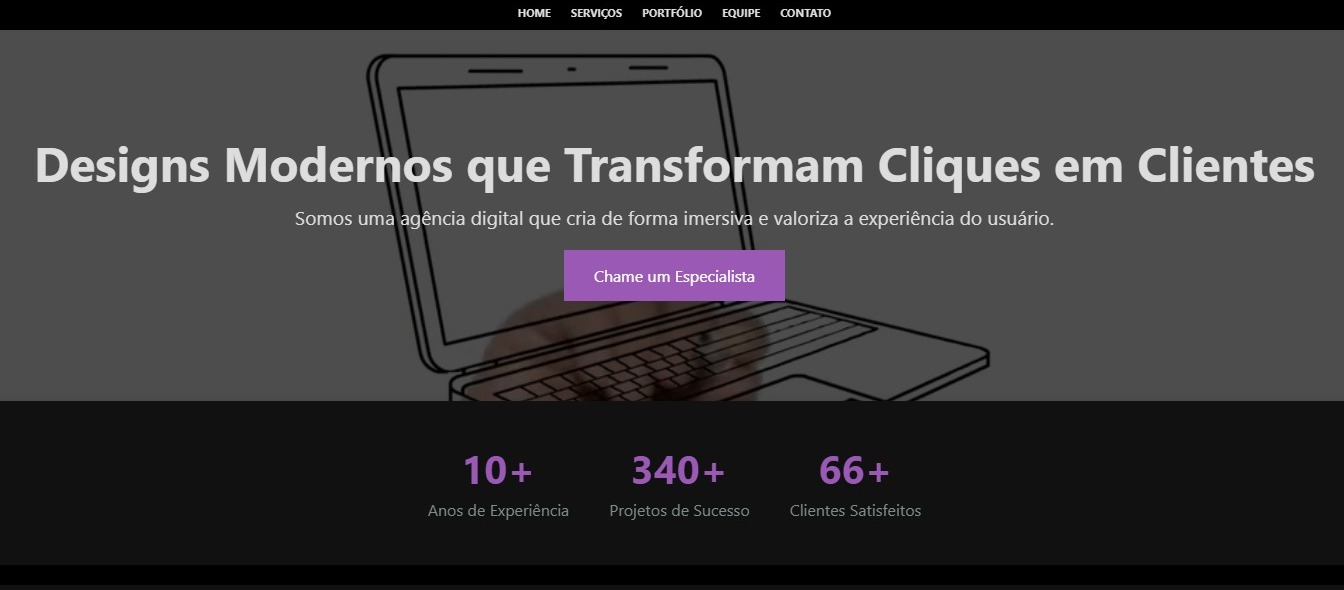 HOME SERVIÇOS PORTFÓLIO EQUIPE CONTATO
Designs Modernos que Transformam Cliques em Clientes
Somos uma agência digital que cria de forma imersiva e valoriza a experiência do usuário.
Chame um Especialista
10+ 340+ 66+
Anos de Experiência Projetos de Sucesso Clientes Satisfeitos